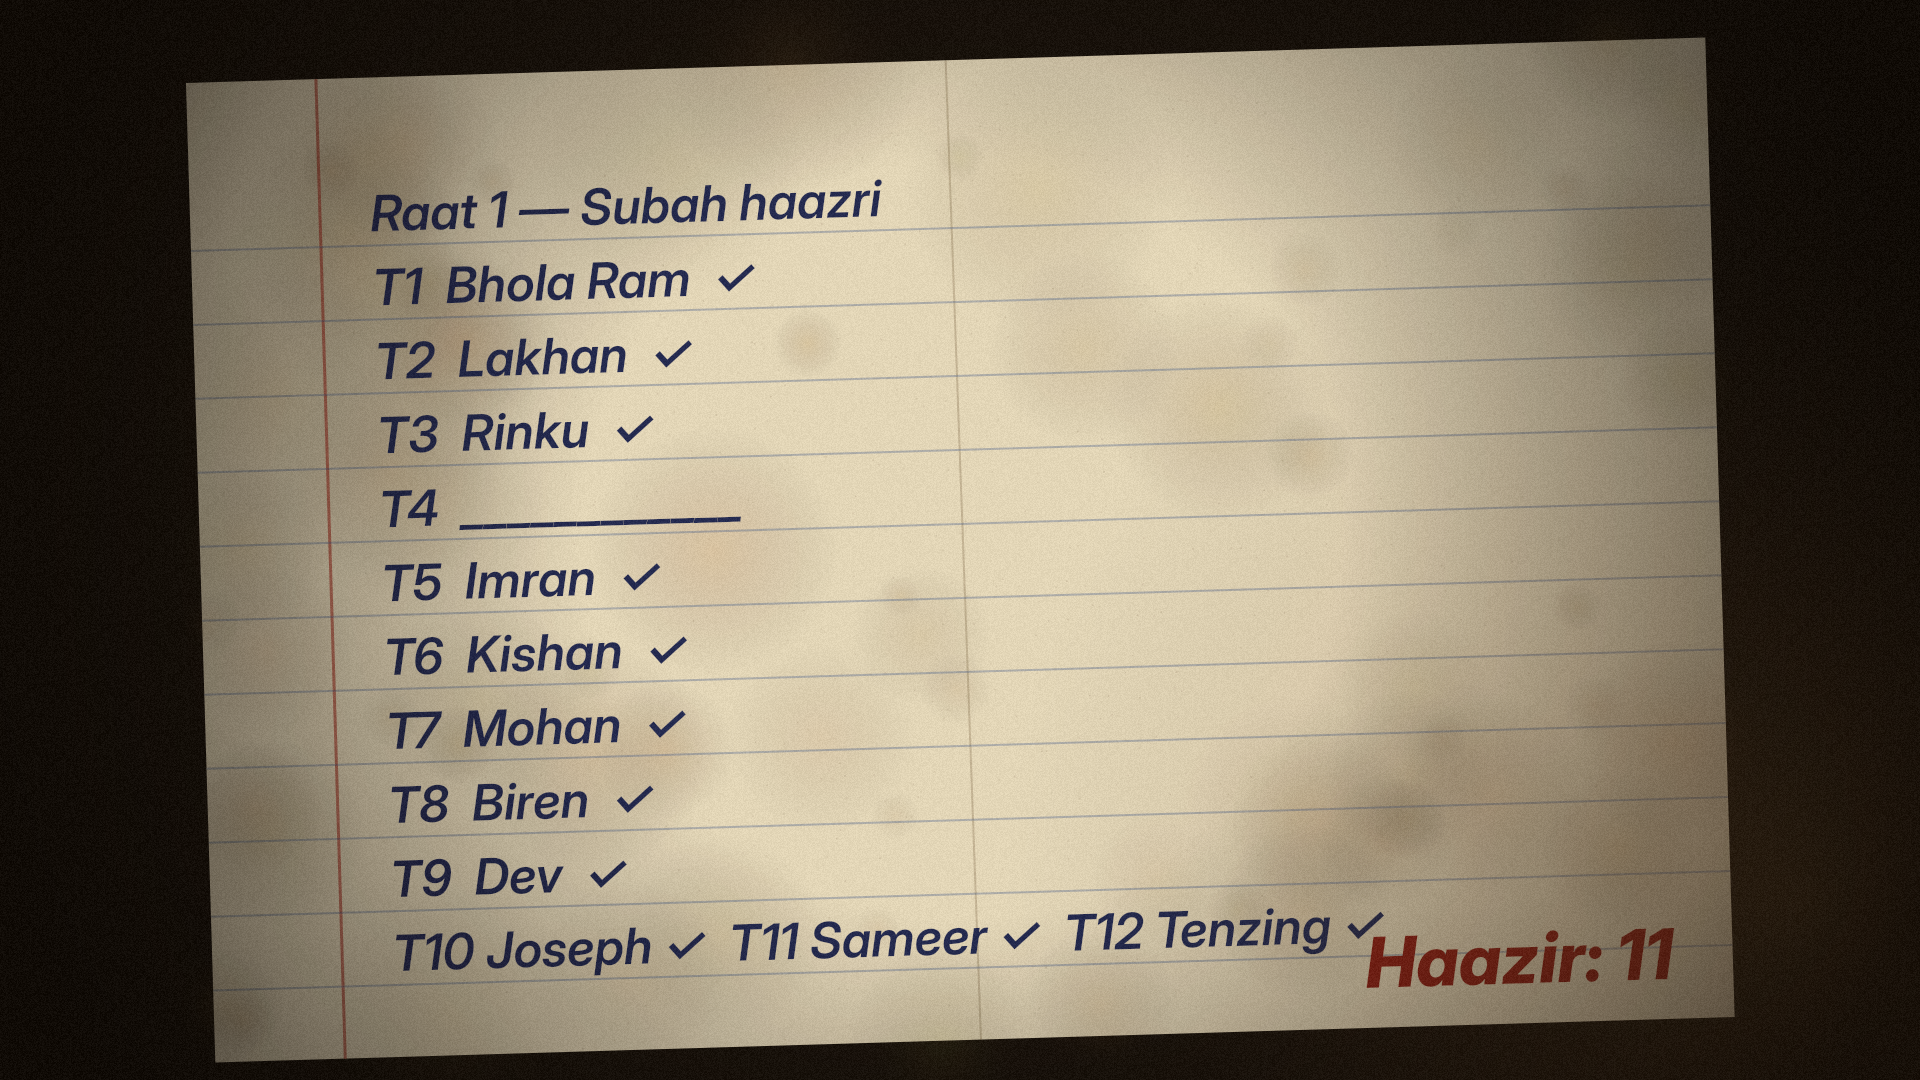 Raat 1 — Subah haazri
T1 Bhola Ram ✓
T2 Lakhan ✓
T3 Rinku ✓
T4 ____________
T5 Imran ✓
T6 Kishan ✓
T7 Mohan ✓
T8 Biren ✓
T9 Dev ✓
T10 Joseph ✓ T11 Sameer ✓ T12 Tenzing ✓
Haazir: 11